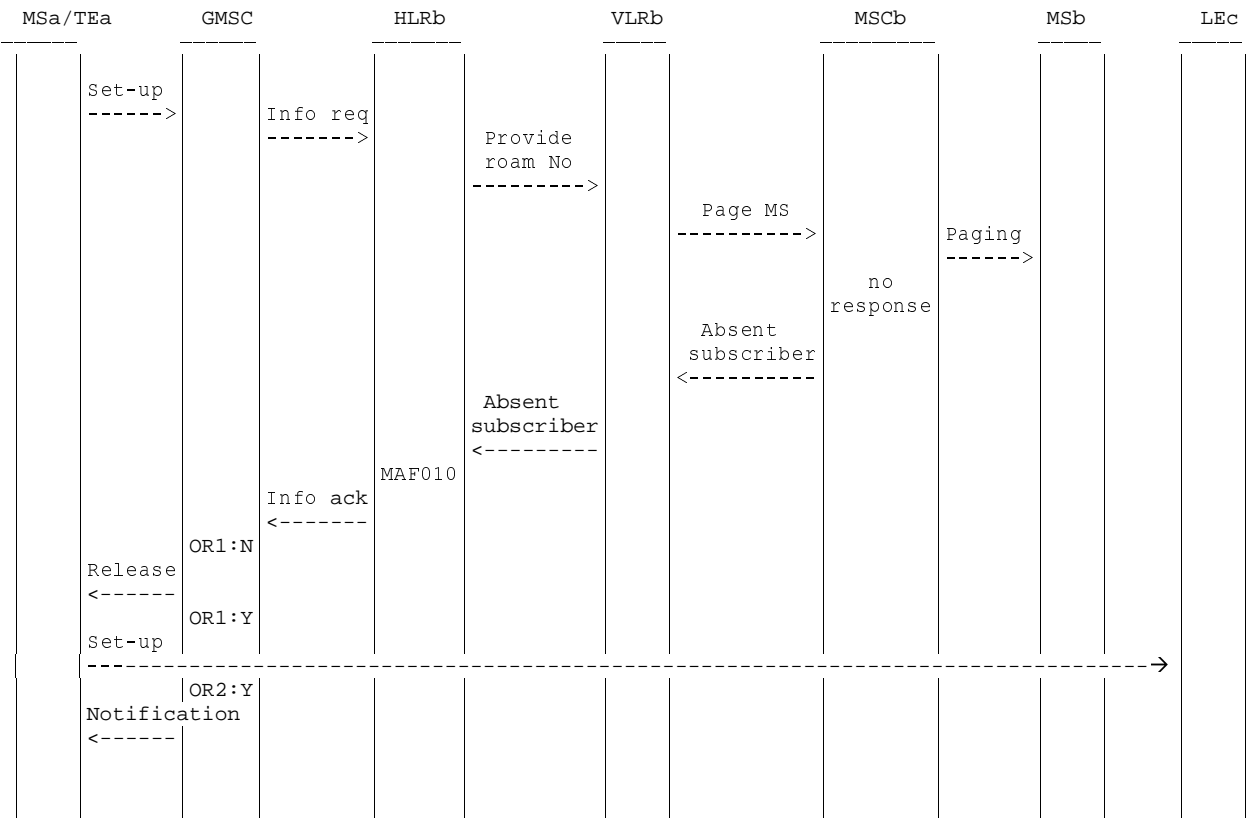 MSa/TEa GMSC HLRb VLRb MSCb MSb LEc
Set-up
------>
Info req
------->
Provide
roam No
--------->
Page MS
---------->
Paging
------>
no
response
Absent
subscriber
<----------
Absent
subscriber
<---------
MAF010
Info ack
<-------
OR1:N
Release
<------
OR1:Y
Set-up
OR2:Y
Notification
<------